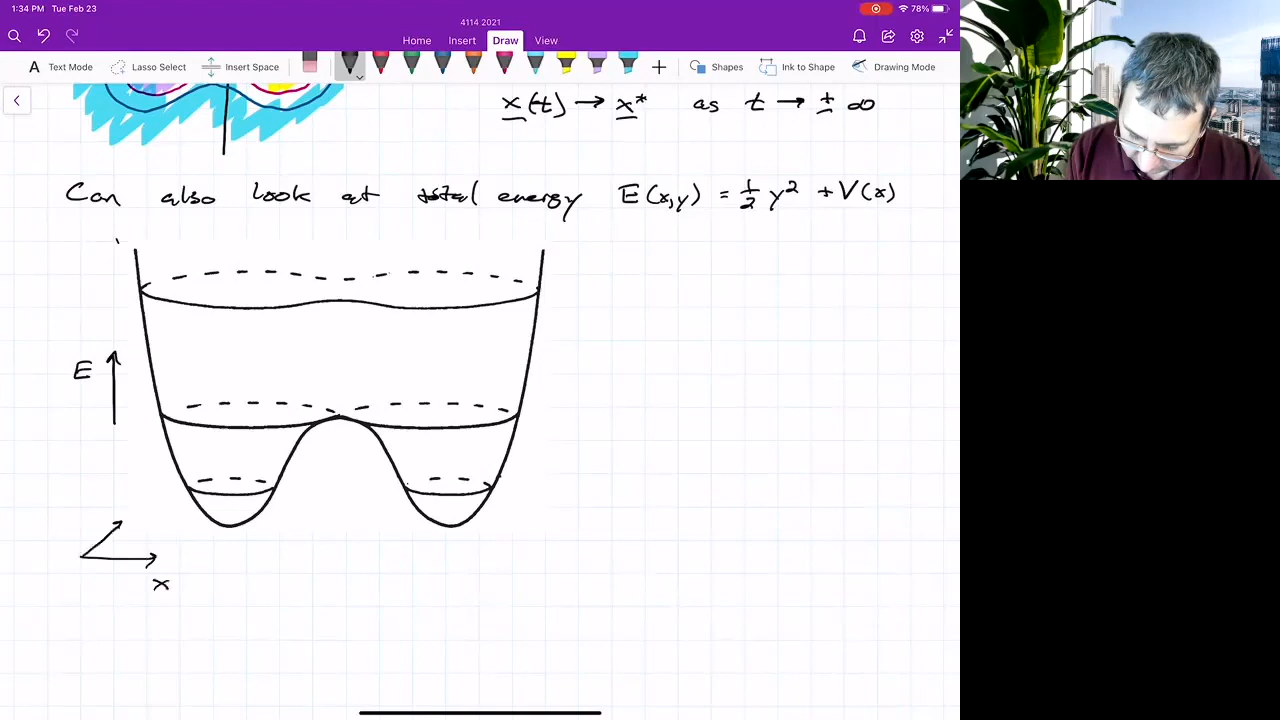 1:34 PM Tue Feb 23
78%
4114 2021
Home Insert Draw View
A Text Mode Lasso Select Insert Space Shapes Ink to Shape Drawing Mode
x(t) → x* as t → ± ∞
Can also look at total energy E(x,y) = 1/2 y² + V(x)
E
x